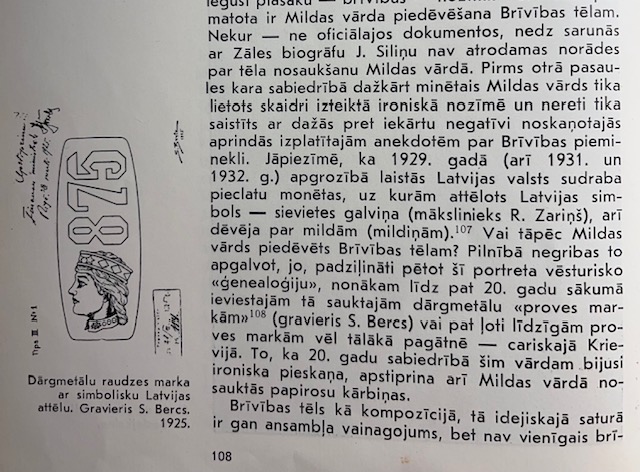 matota ir Mildas vārda piedēvēšana Brīvības tēlam.
Nekur — ne oficiālajos dokumentos, nedz sarunās
ar Zāles biogrāfu J. Siliņu nav atrodamas norādes
par tēla nosaukšanu Mildas vārdā. Pirms otrā pasau-
les kara sabiedrībā dažkārt minētais Mildas vārds tika
lietots skaidri izteiktā ironiskā nozīmē un nereti tika
saistīts ar dažās pret iekārtu negatīvi noskaņotajās
aprindās izplatītajām anekdotēm par Brīvības piemi-
nekli. Jāpiezīmē, ka 1929. gadā (arī 1931. un
1932. g.) apgrozībā laistās Latvijas valsts sudraba
pieclatu monētas, uz kurām attēlots Latvijas sim-
bols — sievietes galviņa (mākslinieks R. Zariņš), arī
dēvēja par mildām (mildiņām).107 Vai tāpēc Mildas
vārds piedēvēts Brīvības tēlam? Pilnībā negribas to
apgalvot, jo, padziļināti pētot šī portreta vēsturisko
«ģenealoģiju», nonākam līdz pat 20. gadu sākumā
ieviestajām tā sauktajām dārgmetālu «proves mar-
kām»108 (gravieris S. Bercs) vai pat ļoti līdzīgām pro-
ves markām vēl tālākā pagātnē — cariskajā Krie-
vijā. To, ka 20. gadu sabiedrībā šim vārdam bijusi
ironiska pieskaņa, apstiprina arī Mildas vārdā no-
sauktās papirosu kārbiņas.
Brīvības tēls kā kompozīcijā, tā idejiskajā saturā
ir gan ansambļa vainagojums, bet nav vienīgais brī-
875
Tips III №1
Dārgmetālu raudzes marka
ar simbolisku Latvijas
attēlu. Gravieris S. Bercs.
1925.
108